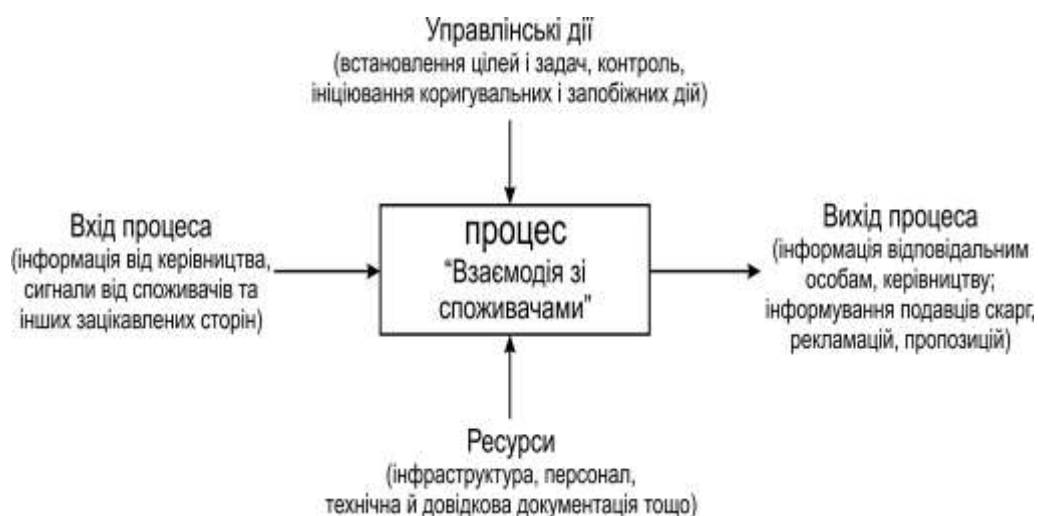 Управлінські дії
(встановлення цілей і задач, контроль,
ініціювання коригувальних і запобіжних дій)
Вхід процеса
(інформація від керівництва,
сигнали від споживачів та
інших зацікавлених сторін)
процес
“Взаємодія зі
споживачами”
Вихід процеса
(інформація відповідальним
особам, керівництву;
інформування подавців скарг,
рекламацій, пропозицій)
Ресурси
(інфраструктура, персонал,
технічна й довідкова документація тощо)